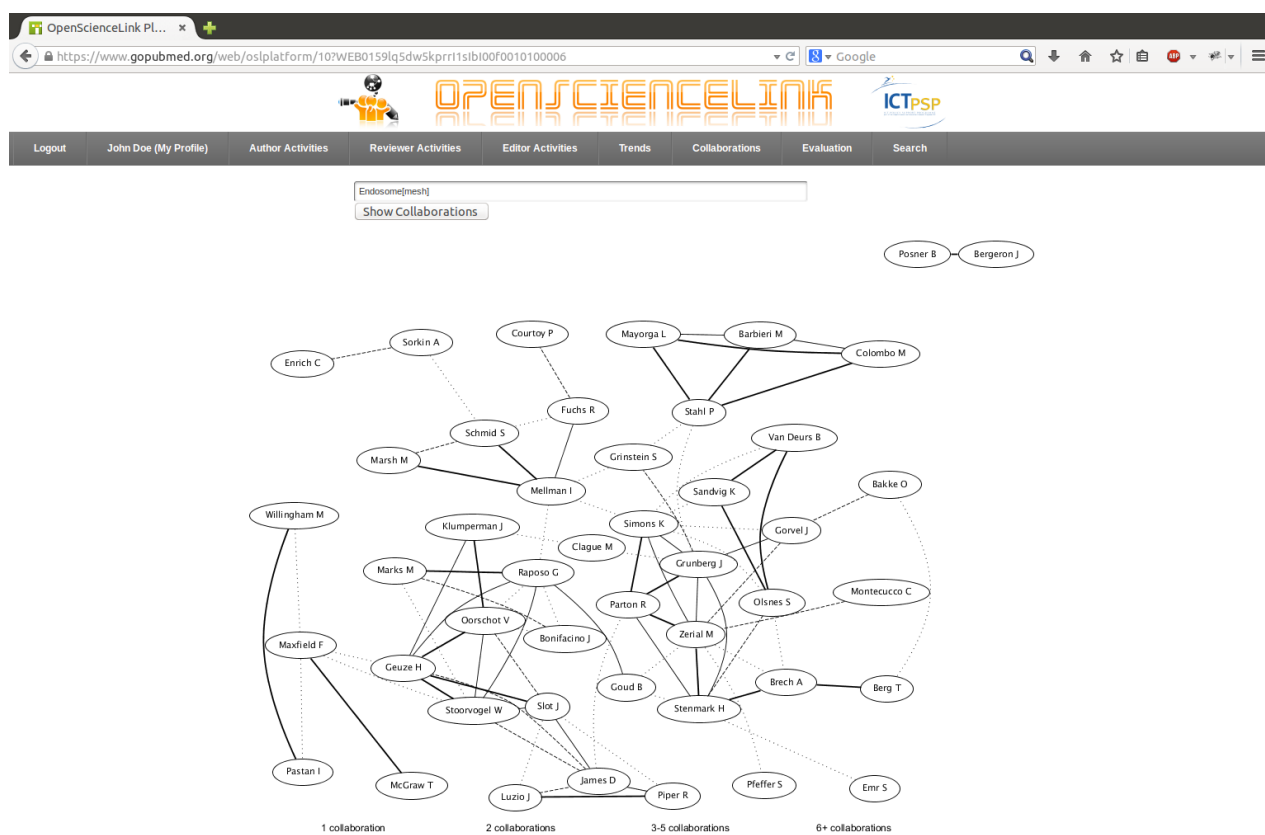 OpenScienceLink Pl...
https://www.gopubmed.org/web/oslplatform/10?WEB0159lq5dw5kprrI1sIbI00f0010100006
Google
OPENSCIENCELINK
ICTPSP
Logout John Doe (My Profile) Author Activities Reviewer Activities Editor Activities Trends Collaborations Evaluation Search
Endosome[mesh]
Show Collaborations
Posner B Bergeron J
Courtoy P Mayorga L Barbieri M
Sorkin A
Colombo M
Enrich C
Fuchs R Stahl P
Schmid S Van Deurs B
Marsh M Grinstein S
Mellman I Sandvig K Bakke O
Willingham M
Klumperman J Simons K Gorvel J
Clague M
Marks M Raposo G Grunberg J
Parton R Olsnes S Montecucco C
Oorschot V
Maxfield F Bonifacino J Zerial M
Geuze H
Goud B Brech A Berg T
Stoorvogel W Slot J Stenmark H
Pastan I
McGraw T James D Pfeffer S Emr S
Luzio J Piper R
1 collaboration 2 collaborations 3-5 collaborations 6+ collaborations